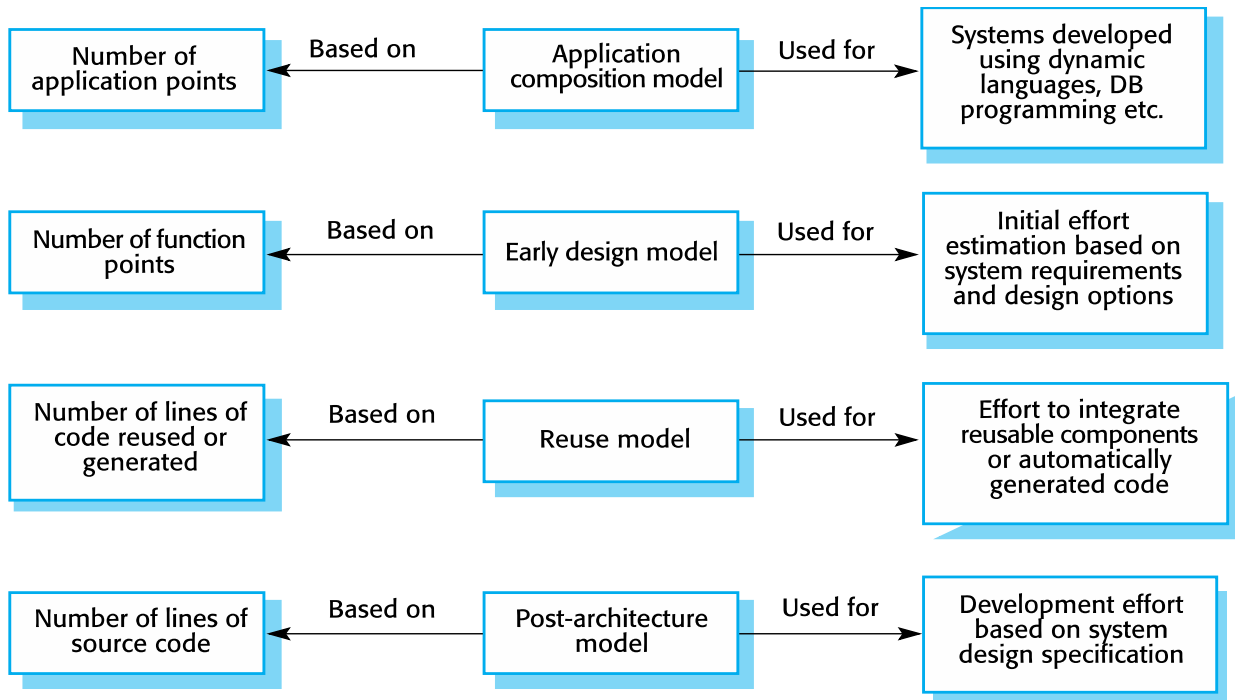 Number of
application points
Based on
Application
composition model
Used for
Systems developed
using dynamic
languages, DB
programming etc.
Number of function
points
Based on
Early design model
Used for
Initial effort
estimation based on
system requirements
and design options
Number of lines of
code reused or
generated
Based on
Reuse model
Used for
Effort to integrate
reusable components
or automatically
generated code
Number of lines of
source code
Based on
Post-architecture
model
Used for
Development effort
based on system
design specification